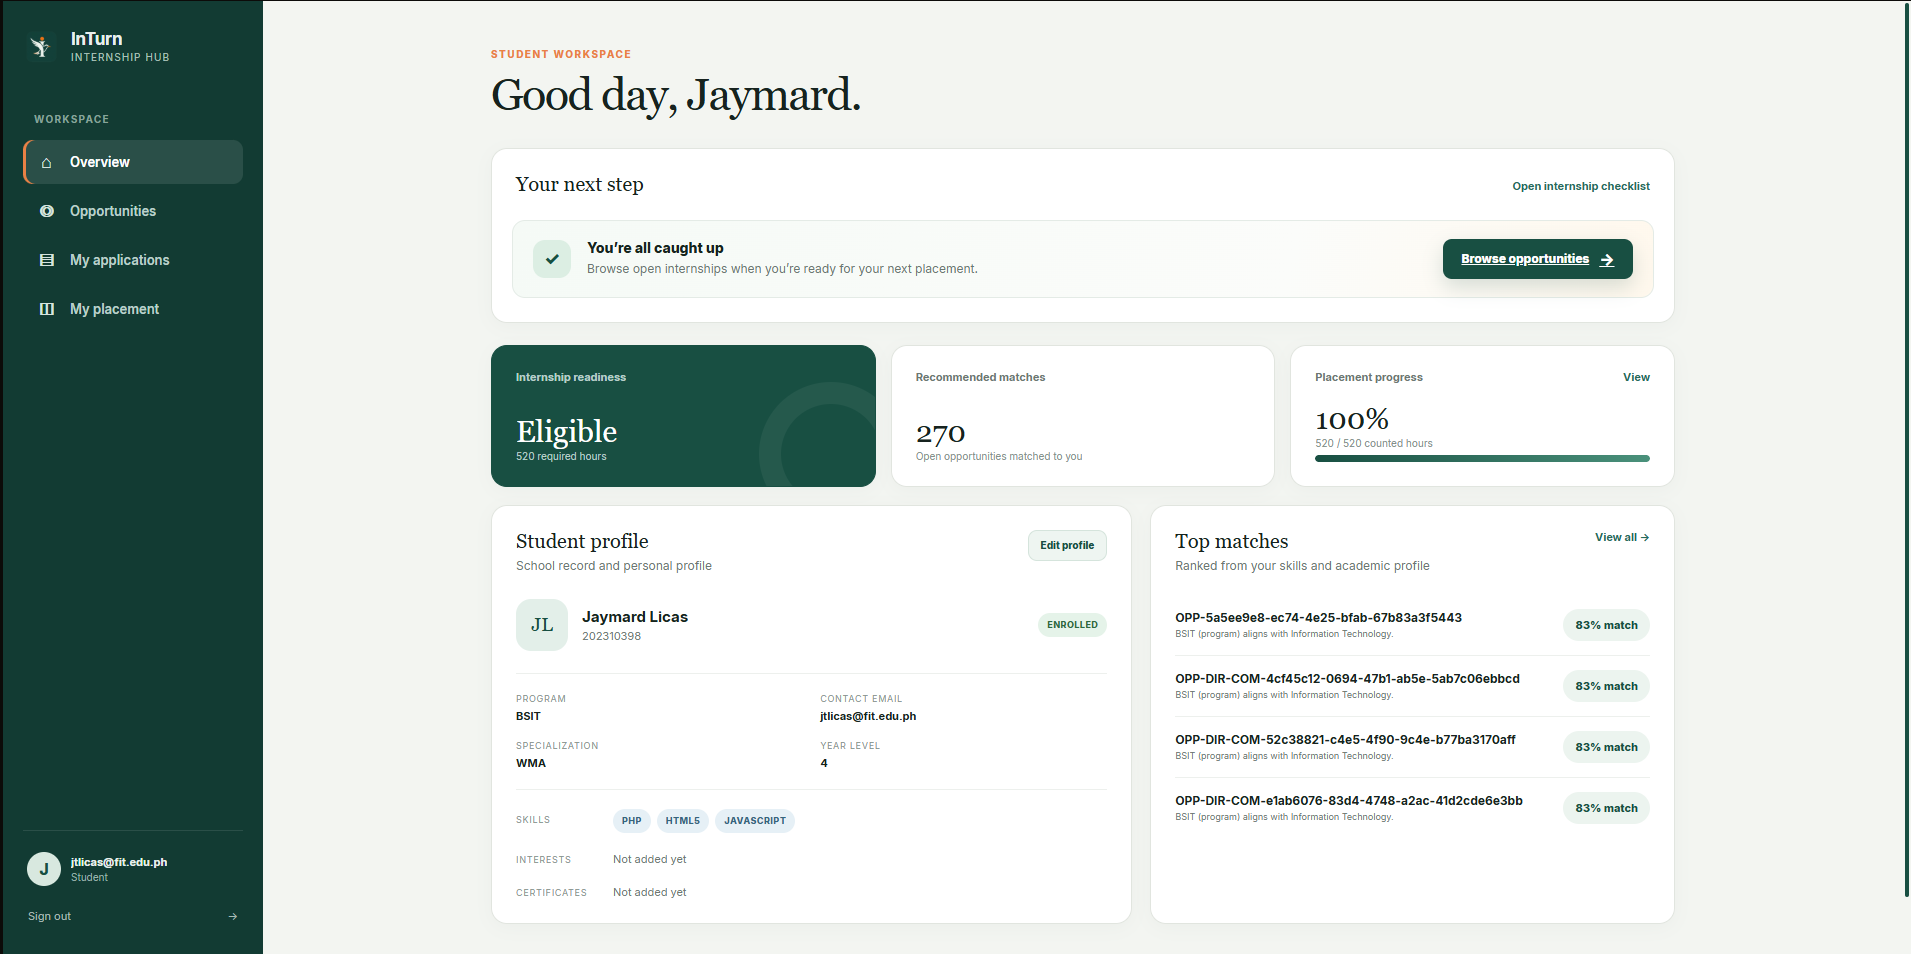 InTurn
INTERNSHIP HUB
WORKSPACE
Overview
Opportunities
My applications
My placement
jtlicas@fit.edu.ph
J
Student
Sign out →
STUDENT WORKSPACE
Good day, Jaymard.
Your next step
Open internship checklist
You're all caught up
Browse open internships when you're ready for your next placement.
Browse opportunities →
Internship readiness
Eligible
520 required hours
Recommended matches
270
Open opportunities matched to you
Placement progress
View
100%
520 / 520 counted hours
Student profile
School record and personal profile
Edit profile
JL
Jaymard Licas
202310398
ENROLLED
PROGRAM
BSIT
CONTACT EMAIL
jtlicas@fit.edu.ph
SPECIALIZATION
WMA
YEAR LEVEL
4
SKILLS
PHP
HTML5
JAVASCRIPT
INTERESTS
Not added yet
CERTIFICATES
Not added yet
Top matches
View all →
Ranked from your skills and academic profile
OPP-5a5ee9e8-ec74-4e25-bfab-67b83a3f5443
BSIT (program) aligns with Information Technology.
83% match
OPP-DIR-COM-4cf45c12-0694-47b1-ab5e-5ab7c06ebbcd
BSIT (program) aligns with Information Technology.
83% match
OPP-DIR-COM-52c38821-c4e5-4f90-9c4e-b77ba3170aff
BSIT (program) aligns with Information Technology.
83% match
OPP-DIR-COM-e1ab6076-83d4-4748-a2ac-41d2cde6e3bb
BSIT (program) aligns with Information Technology.
83% match